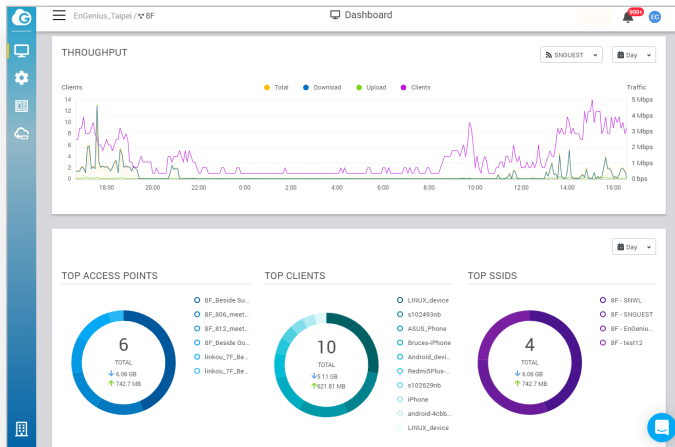 EnGenius_Taipei / 8F
Dashboard
999+
EC
THROUGHPUT
SNGUEST
Day
Clients
Total
Download
Upload
Clients
Traffic
14
12
10
8
6
4
2
0
5 Mbps
4 Mbps
3 Mbps
2 Mbps
1 Mbps
0 bps
18:00
20:00
22:00
0:00
2:00
4:00
6:00
8:00
10:00
12:00
14:00
16:00
Day
TOP ACCESS POINTS
6
TOTAL
6.06 GB
742.7 MB
8F_Beside Su...
8F_806_meet...
8F_812_meet...
8F_Beside Go...
linkou_7F_Be...
linkou_7F_Be...
TOP CLIENTS
10
TOTAL
5.11 GB
621.81 MB
LINUX_device
s102493nb
ASUS_Phone
Bruces-iPhone
Android_devi...
Redmi5Plus-...
s102629nb
iPhone
android-4cbb...
LINUX_device
TOP SSIDS
4
TOTAL
6.06 GB
742.7 MB
8F - SNWL
8F - SNGUEST
8F - EnGeniu...
8F - test12